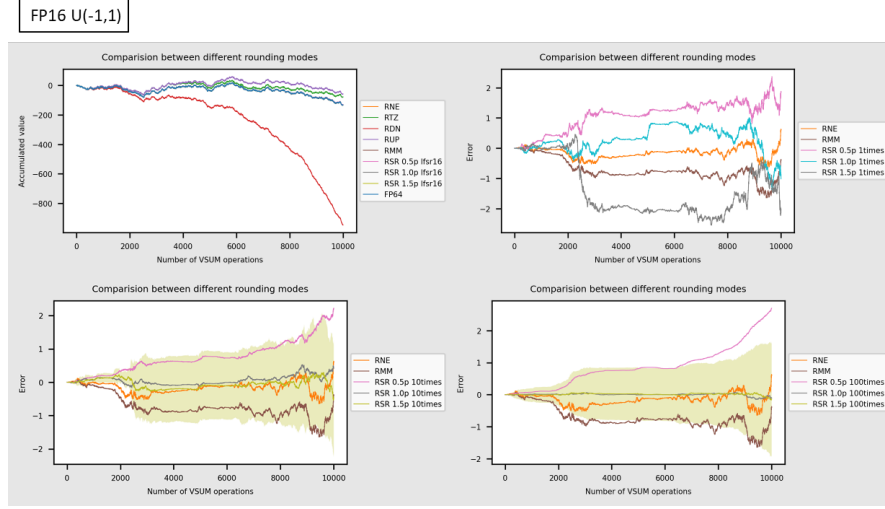 FP16 U(-1,1)
Comparision between different rounding modes
Accumulated value
0
−200
−400
−600
−800
0 2000 4000 6000 8000 10000
Number of VSUM operations
RNE
RTZ
RDN
RUP
RMM
RSR 0.5p lfsr16
RSR 1.0p lfsr16
RSR 1.5p lfsr16
FP64
Comparision between different rounding modes
Error
2
1
0
−1
−2
0 2000 4000 6000 8000 10000
Number of VSUM operations
RNE
RMM
RSR 0.5p 1times
RSR 1.0p 1times
RSR 1.5p 1times
Comparision between different rounding modes
Error
2
1
0
−1
−2
0 2000 4000 6000 8000 10000
Number of VSUM operations
RNE
RMM
RSR 0.5p 10times
RSR 1.0p 10times
RSR 1.5p 10times
Comparision between different rounding modes
Error
2
1
0
−1
−2
0 2000 4000 6000 8000 10000
Number of VSUM operations
RNE
RMM
RSR 0.5p 100times
RSR 1.0p 100times
RSR 1.5p 100times